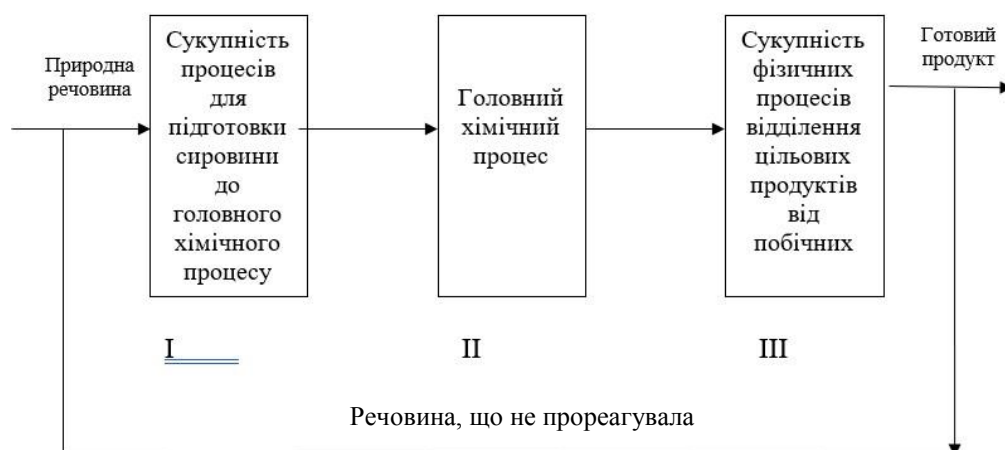 Природна
речовина
Сукупність
процесів
для
підготовки
сировини
до
головного
хімічного
процесу
Головний
хімічний
процес
Сукупність
фізичних
процесів
відділення
цільових
продуктів
від
побічних
Готовий
продукт
I
II
III
Речовина, що не прореагувала